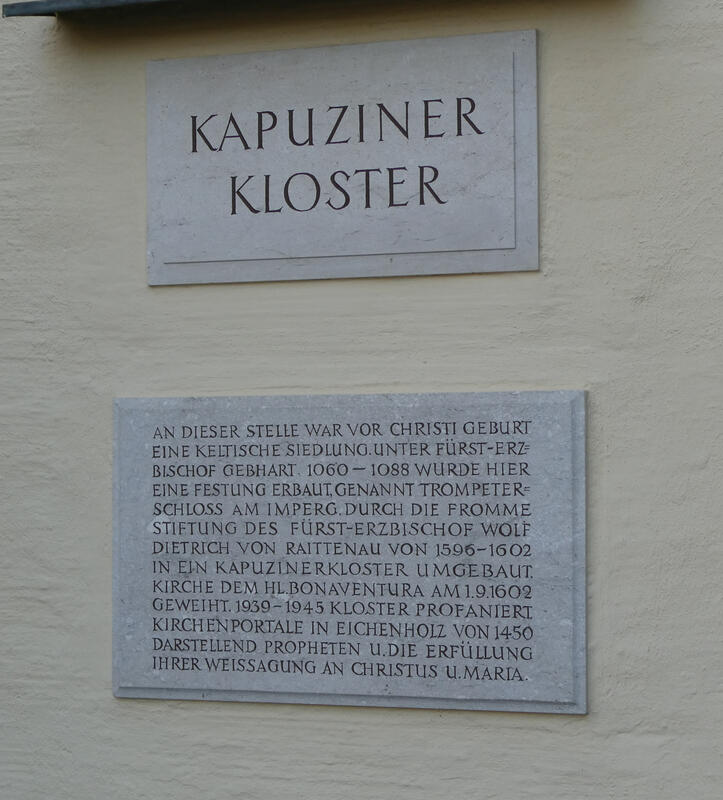 KAPUZINER
KLOSTER
AN DIESER STELLE WAR VOR CHRISTI GEBURT
EINE KELTISCHE SIEDLUNG. UNTER FÜRST-ERZ=
BISCHOF GEBHART. 1060 – 1088 WURDE HIER
EINE FESTUNG ERBAUT, GENANNT TROMPETER=
SCHLOSS AM IMPERG. DURCH DIE FROMME
STIFTUNG DES FÜRST-ERZBISCHOF WOLF
DIETRICH VON RAITTENAU VON 1596–1602
IN EIN KAPUZINERKLOSTER UMGEBAUT.
KIRCHE DEM HL. BONAVENTURA AM 1.9.1602
GEWEIHT. 1939–1945 KLOSTER PROFANIERT.
KIRCHENPORTALE IN EICHENHOLZ VON 1450
DARSTELLEND PROPHETEN U. DIE ERFÜLLUNG
IHRER WEISSAGUNG AN CHRISTUS U. MARIA.